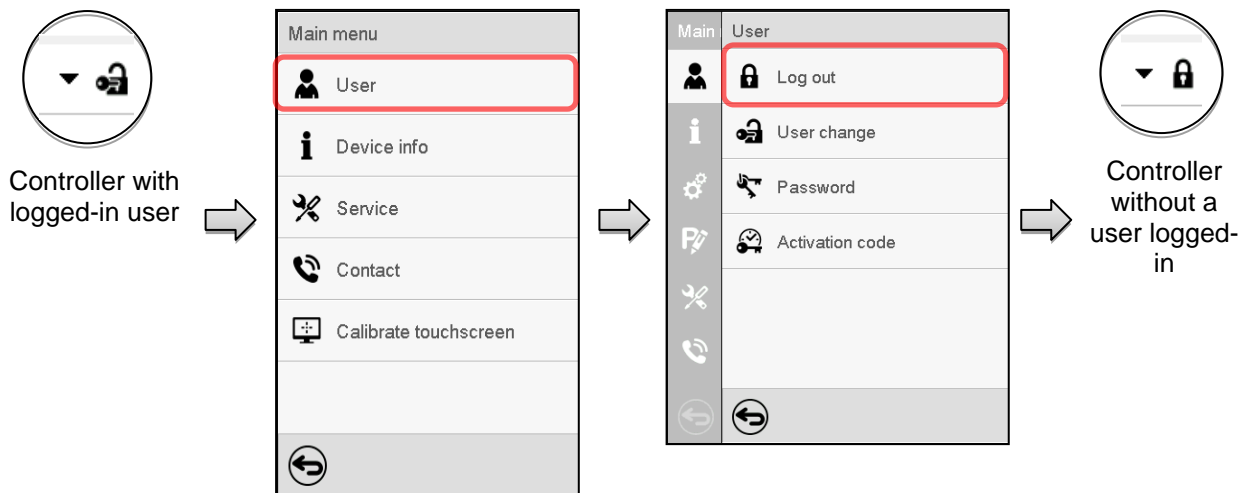 Controller with
logged-in user
Main menu
User
Device info
Service
Contact
Calibrate touchscreen
Main
User
Log out
User change
Password
Activation code
Controller
without a
user logged-
in